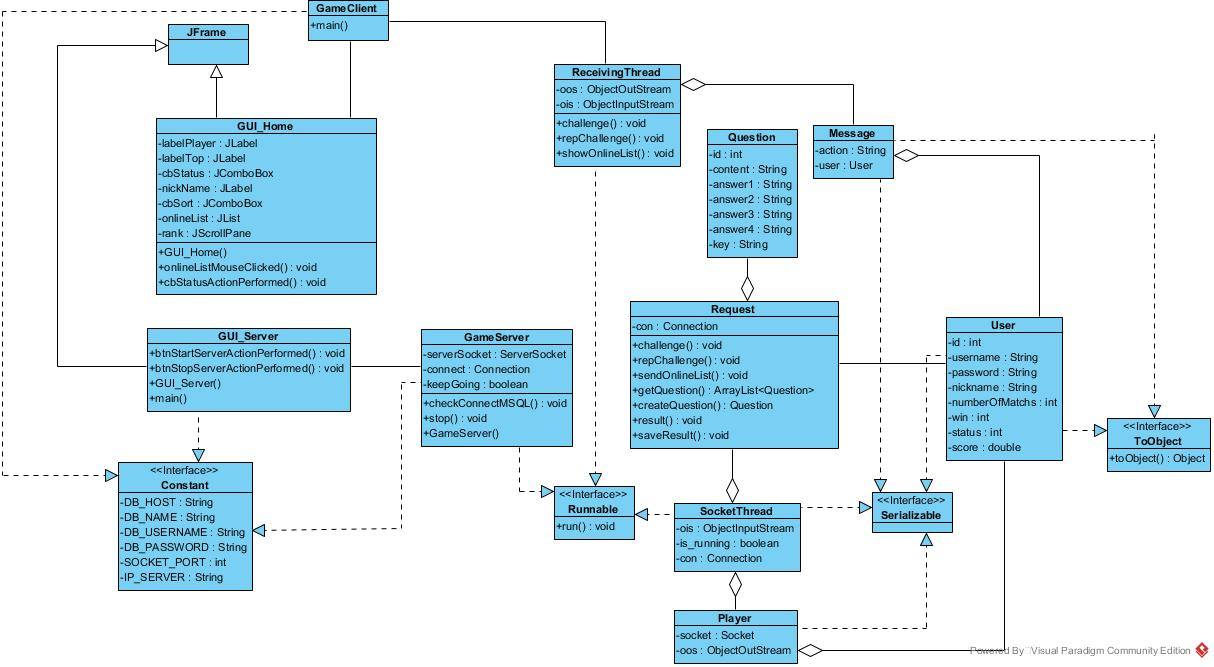 GameClient
+main()
JFrame
ReceivingThread
-oos : ObjectOutStream
-ois : ObjectInputStream
+challenge() : void
+repChallenge() : void
+showOnlineList() : void
GUI_Home
-labelPlayer : JLabel
-labelTop : JLabel
-cbStatus : JComboBox
-nickName : JLabel
-cbSort : JComboBox
-onlineList : JList
-rank : JScrollPane
+GUI_Home()
+onlineListMouseClicked() : void
+cbStatusActionPerformed() : void
Question
-id : int
-content : String
-answer1 : String
-answer2 : String
-answer3 : String
-answer4 : String
-key : String
Message
-action : String
-user : User
Request
-con : Connection
+challenge() : void
+repChallenge() : void
+sendOnlineList() : void
+getQuestion() : ArrayList<Question>
+createQuestion() : Question
+result() : void
+saveResult() : void
User
-id : int
-username : String
-password : String
-nickname : String
-numberOfMatchs : int
-win : int
-status : int
-score : double
GUI_Server
+btnStartServerActionPerformed() : void
+btnStopServerActionPerformed() : void
+GUI_Server()
+main()
GameServer
-serverSocket : ServerSocket
-connect : Connection
-keepGoing : boolean
+checkConnectMSQL() : void
+stop() : void
+GameServer()
<<Interface>>
ToObject
+toObject() : Object
<<Interface>>
Constant
-DB_HOST : String
-DB_NAME : String
-DB_USERNAME : String
-DB_PASSWORD : String
-SOCKET_PORT : int
-IP_SERVER : String
<<Interface>>
Runnable
+run() : void
SocketThread
-ois : ObjectInputStream
-is_running : boolean
-con : Connection
<<Interface>>
Serializable
Player
-socket : Socket
-oos : ObjectOutStream
Powered By Visual Paradigm Community Edition